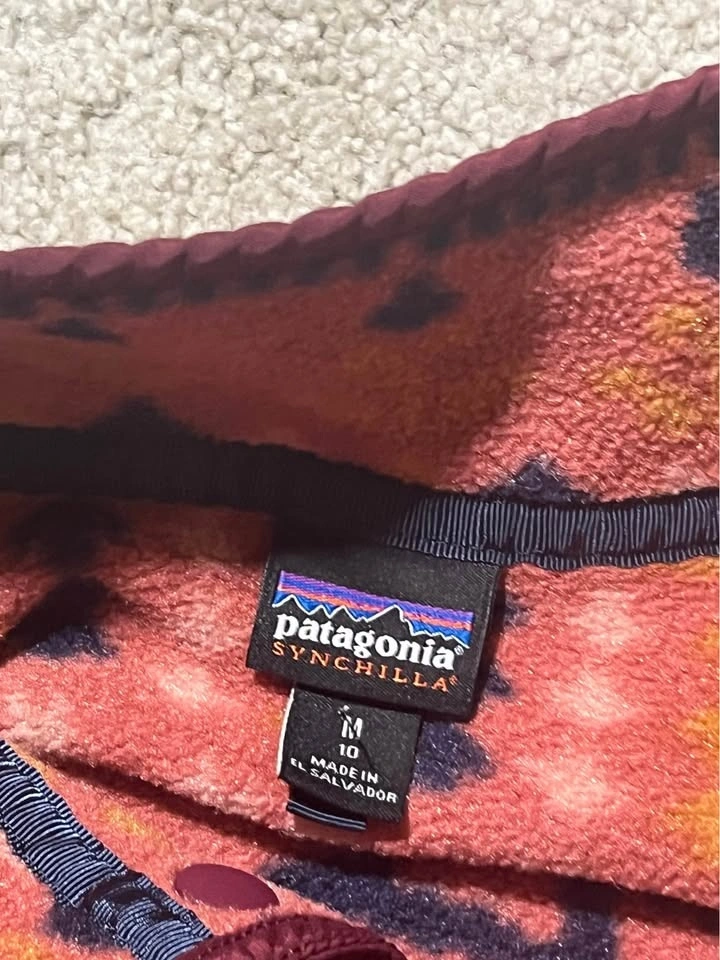 patagonia®
SYNCHILLA®
M
10
MADE IN
EL SALVADOR